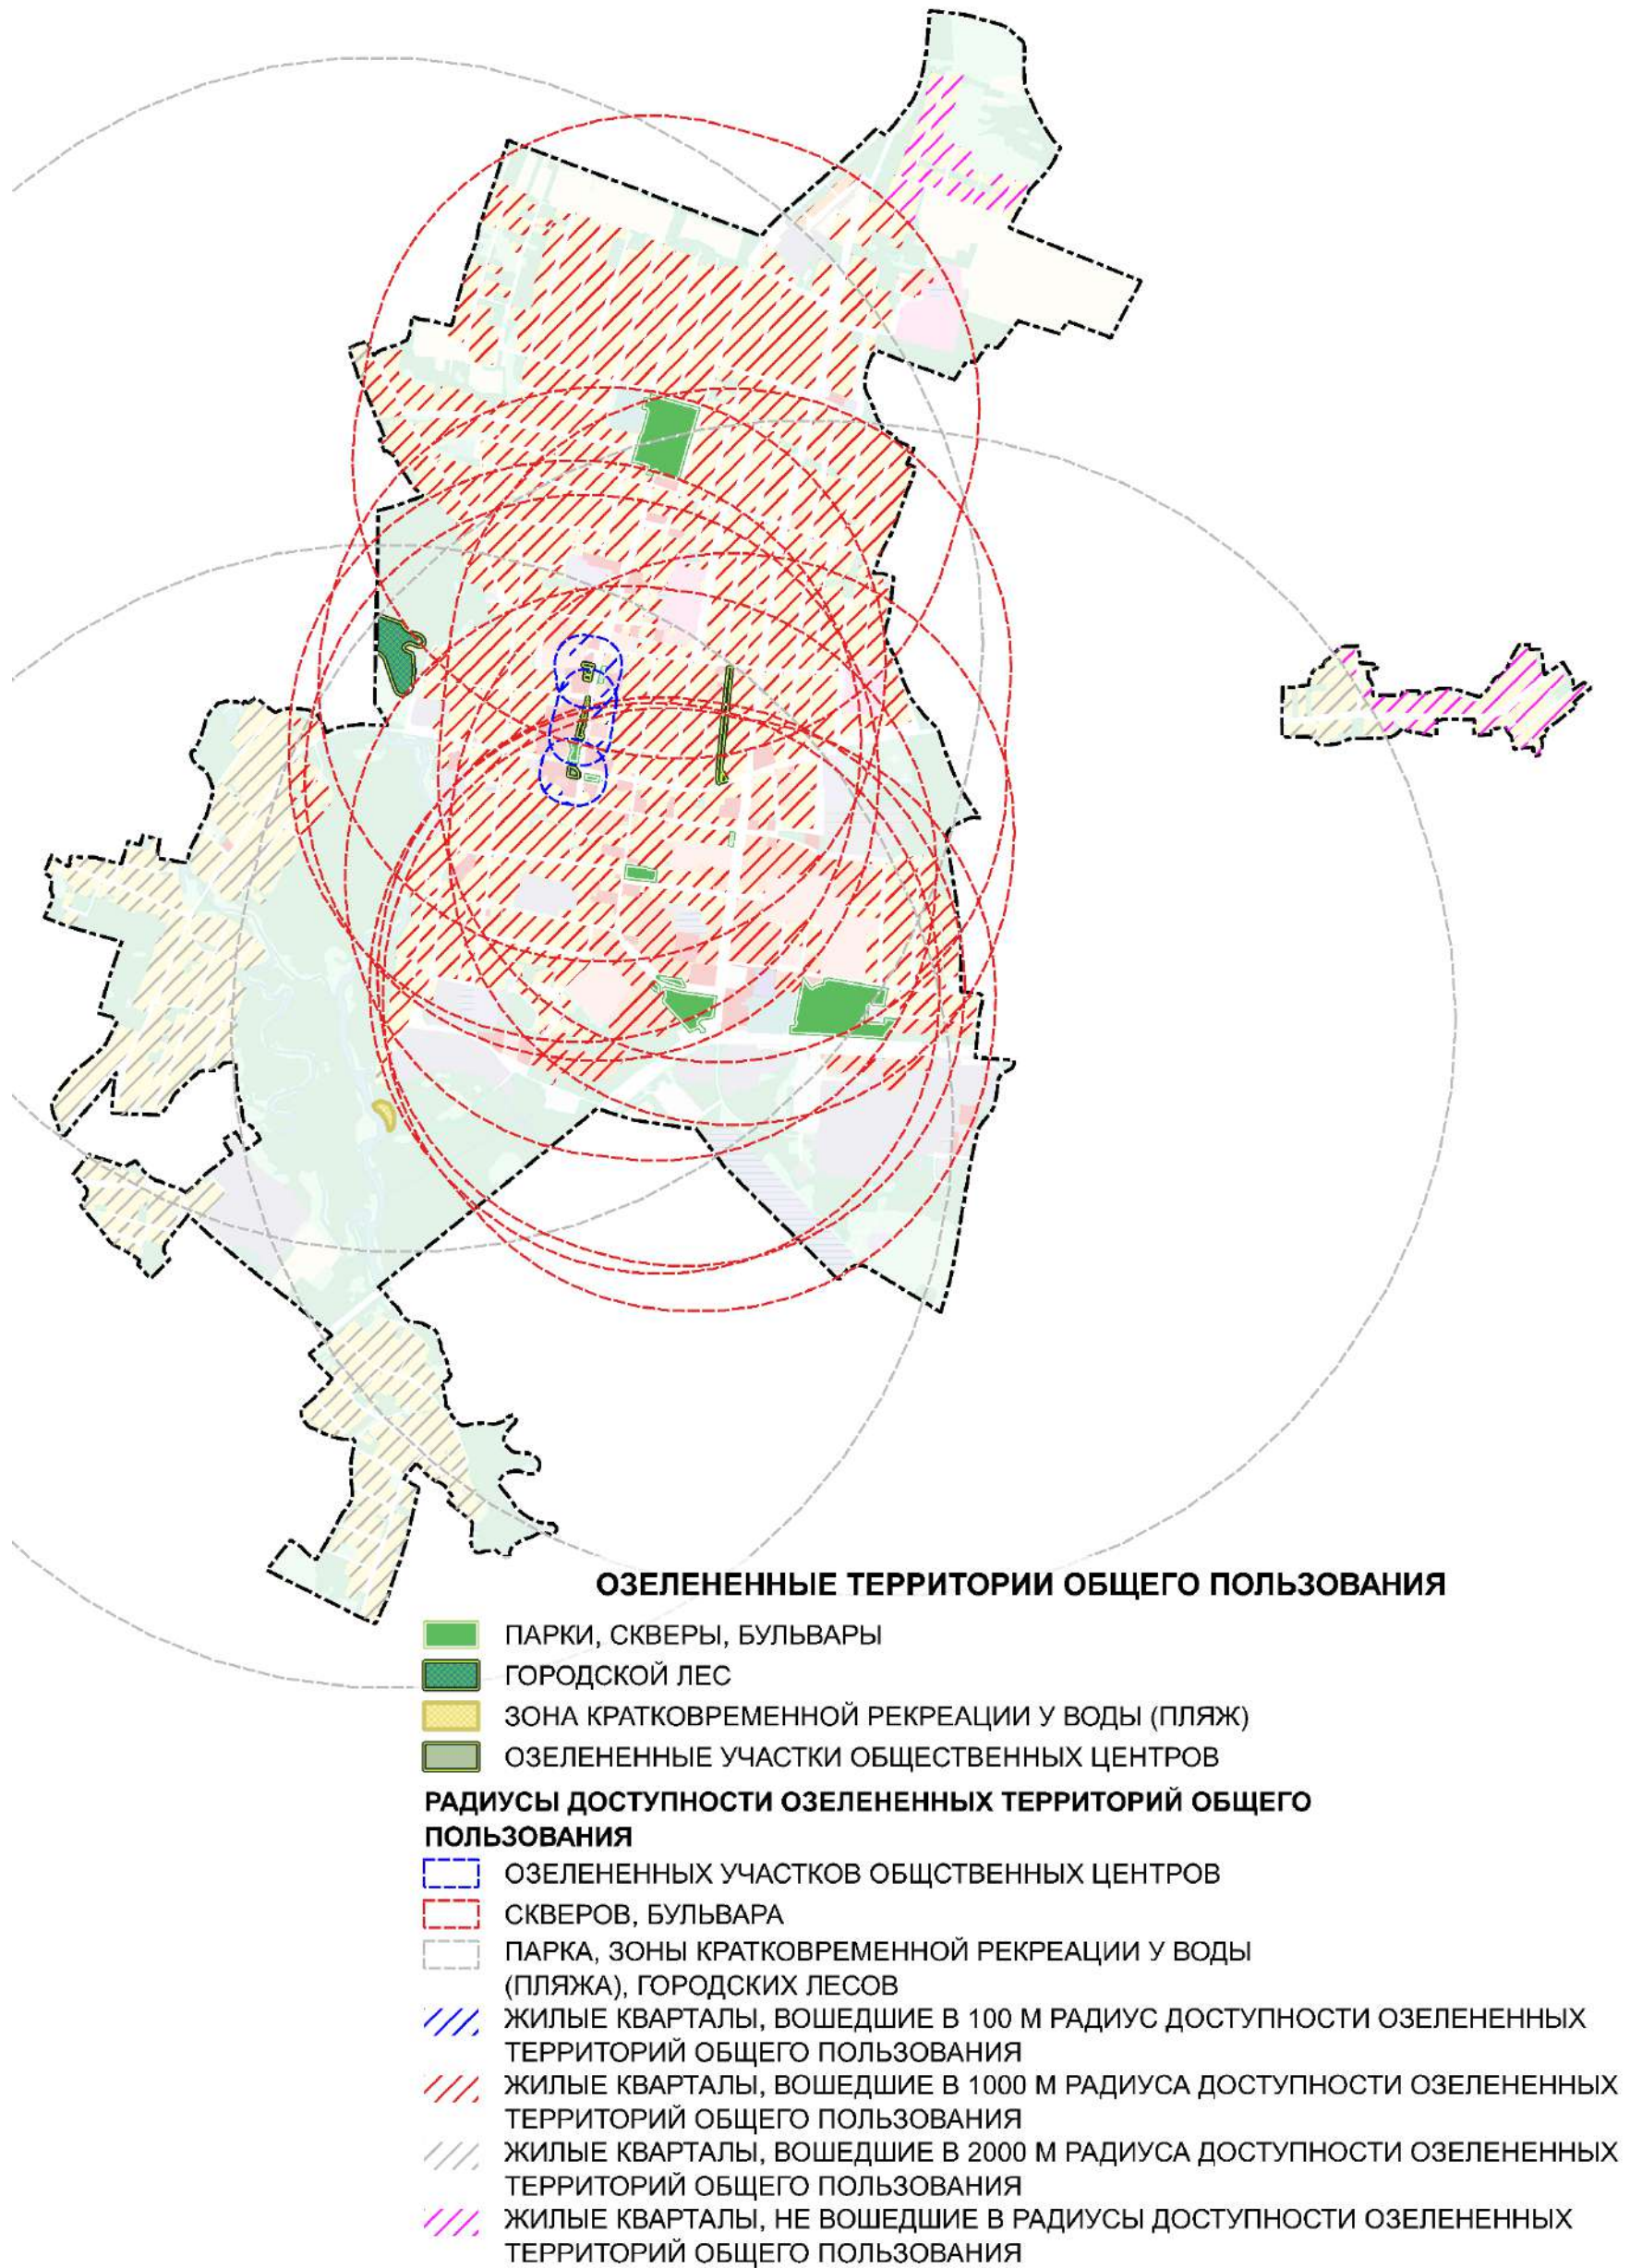 ОЗЕЛЕНЕННЫЕ ТЕРРИТОРИИ ОБЩЕГО ПОЛЬЗОВАНИЯ
ПАРКИ, СКВЕРЫ, БУЛЬВАРЫ
ГОРОДСКОЙ ЛЕС
ЗОНА КРАТКОВРЕМЕННОЙ РЕКРЕАЦИИ У ВОДЫ (ПЛЯЖ)
ОЗЕЛЕНЕННЫЕ УЧАСТКИ ОБЩЕСТВЕННЫХ ЦЕНТРОВ
РАДИУСЫ ДОСТУПНОСТИ ОЗЕЛЕНЕННЫХ ТЕРРИТОРИЙ ОБЩЕГО
ПОЛЬЗОВАНИЯ
ОЗЕЛЕНЕННЫХ УЧАСТКОВ ОБЩСТВЕННЫХ ЦЕНТРОВ
СКВЕРОВ, БУЛЬВАРА
ПАРКА, ЗОНЫ КРАТКОВРЕМЕННОЙ РЕКРЕАЦИИ У ВОДЫ
(ПЛЯЖА), ГОРОДСКИХ ЛЕСОВ
ЖИЛЫЕ КВАРТАЛЫ, ВОШЕДШИЕ В 100 М РАДИУС ДОСТУПНОСТИ ОЗЕЛЕНЕННЫХ
ТЕРРИТОРИЙ ОБЩЕГО ПОЛЬЗОВАНИЯ
ЖИЛЫЕ КВАРТАЛЫ, ВОШЕДШИЕ В 1000 М РАДИУСА ДОСТУПНОСТИ ОЗЕЛЕНЕННЫХ
ТЕРРИТОРИЙ ОБЩЕГО ПОЛЬЗОВАНИЯ
ЖИЛЫЕ КВАРТАЛЫ, ВОШЕДШИЕ В 2000 М РАДИУСА ДОСТУПНОСТИ ОЗЕЛЕНЕННЫХ
ТЕРРИТОРИЙ ОБЩЕГО ПОЛЬЗОВАНИЯ
ЖИЛЫЕ КВАРТАЛЫ, НЕ ВОШЕДШИЕ В РАДИУСЫ ДОСТУПНОСТИ ОЗЕЛЕНЕННЫХ
ТЕРРИТОРИЙ ОБЩЕГО ПОЛЬЗОВАНИЯ